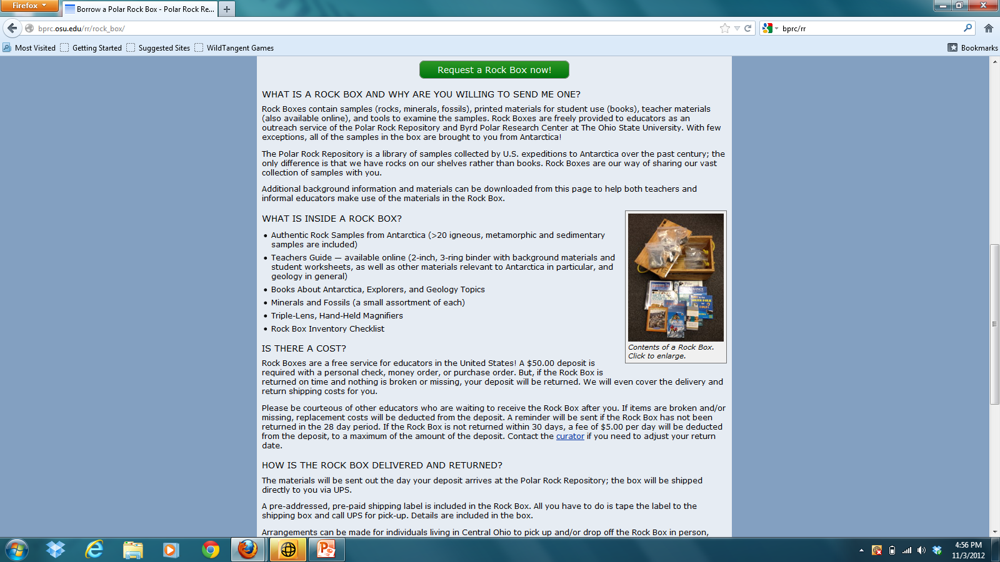 Firefox
Borrow a Polar Rock Box - Polar Rock Re...
bprc.osu.edu/rr/rock_box/
bprc/rr
Most Visited
Getting Started
Suggested Sites
WildTangent Games
Bookmarks
Request a Rock Box now!
WHAT IS A ROCK BOX AND WHY ARE YOU WILLING TO SEND ME ONE?
Rock Boxes contain samples (rocks, minerals, fossils), printed materials for student use (books), teacher materials
(also available online), and tools to examine the samples. Rock Boxes are freely provided to educators as an
outreach service of the Polar Rock Repository and Byrd Polar Research Center at The Ohio State University. With few
exceptions, all of the samples in the box are brought to you from Antarctica!
The Polar Rock Repository is a library of samples collected by U.S. expeditions to Antarctica over the past century; the
only difference is that we have rocks on our shelves rather than books. Rock Boxes are our way of sharing our vast
collection of samples with you.
Additional background information and materials can be downloaded from this page to help both teachers and
informal educators make use of the materials in the Rock Box.
WHAT IS INSIDE A ROCK BOX?
• Authentic Rock Samples from Antarctica (>20 igneous, metamorphic and sedimentary
samples are included)
• Teachers Guide — available online (2-inch, 3-ring binder with background materials and
student worksheets, as well as other materials relevant to Antarctica in particular, and
geology in general)
• Books About Antarctica, Explorers, and Geology Topics
• Minerals and Fossils (a small assortment of each)
• Triple-Lens, Hand-Held Magnifiers
• Rock Box Inventory Checklist
Contents of a Rock Box.
Click to enlarge.
IS THERE A COST?
Rock Boxes are a free service for educators in the United States! A $50.00 deposit is
required with a personal check, money order, or purchase order. But, if the Rock Box is
returned on time and nothing is broken or missing, your deposit will be returned. We will even cover the delivery and
return shipping costs for you.
Please be courteous of other educators who are waiting to receive the Rock Box after you. If items are broken and/or
missing, replacement costs will be deducted from the deposit. A reminder will be sent if the Rock Box has not been
returned in the 28 day period. If the Rock Box is not returned within 30 days, a fee of $5.00 per day will be deducted
from the deposit, to a maximum of the amount of the deposit. Contact the curator if you need to adjust your return
date.
HOW IS THE ROCK BOX DELIVERED AND RETURNED?
The materials will be sent out the day your deposit arrives at the Polar Rock Repository; the box will be shipped
directly to you via UPS.
A pre-addressed, pre-paid shipping label is included in the Rock Box. All you have to do is tape the label to the
shipping box and call UPS for pick-up. Details are included in the box.
Arrangements can be made for individuals living in Central Ohio to pick up and/or drop off the Rock Box in person,
4:56 PM
11/3/2012